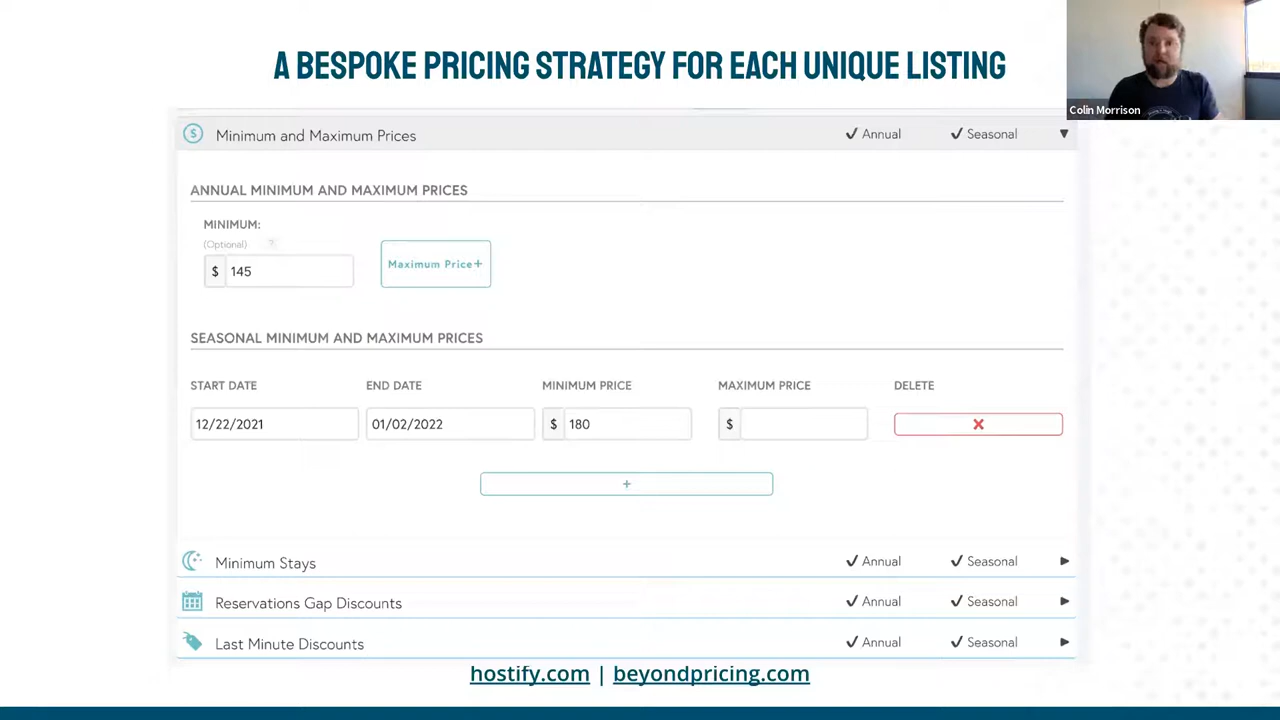 A BESPOKE PRICING STRATEGY FOR EACH UNIQUE LISTING
Colin Morrison
$ Minimum and Maximum Prices ✓ Annual ✓ Seasonal ▼
ANNUAL MINIMUM AND MAXIMUM PRICES
MINIMUM:
(Optional) ?
$ 145 Maximum Price+
SEASONAL MINIMUM AND MAXIMUM PRICES
START DATE END DATE MINIMUM PRICE MAXIMUM PRICE DELETE
12/22/2021 01/02/2022 $ 180 $ X
+
Minimum Stays ✓ Annual ✓ Seasonal ▶
Reservations Gap Discounts ✓ Annual ✓ Seasonal ▶
Last Minute Discounts ✓ Annual ✓ Seasonal ▶
hostify.com | beyondpricing.com